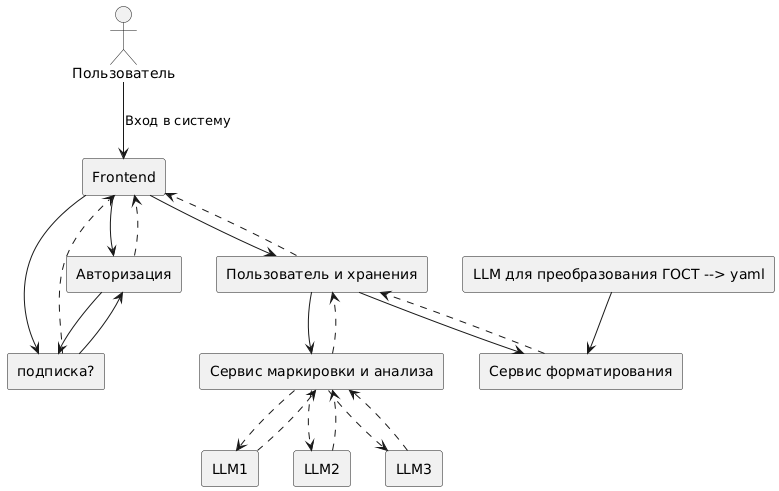 Пользователь
Вход в систему
Frontend
Авторизация
Пользователь и хранения
LLM для преобразования ГОСТ --> yaml
подписка?
Сервис маркировки и анализа
Сервис форматирования
LLM1
LLM2
LLM3